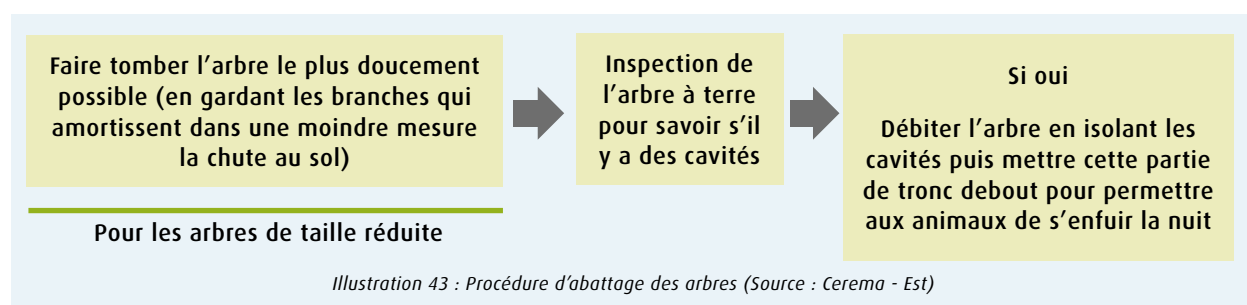 Faire tomber l'arbre le plus doucement
possible (en gardant les branches qui
amortissent dans une moindre mesure
la chute au sol)
Pour les arbres de taille réduite
Inspection de
l'arbre à terre
pour savoir s'il
y a des cavités
Si oui
Débiter l'arbre en isolant les
cavités puis mettre cette partie
de tronc debout pour permettre
aux animaux de s'enfuir la nuit
Illustration 43 : Procédure d'abattage des arbres (Source : Cerema - Est)